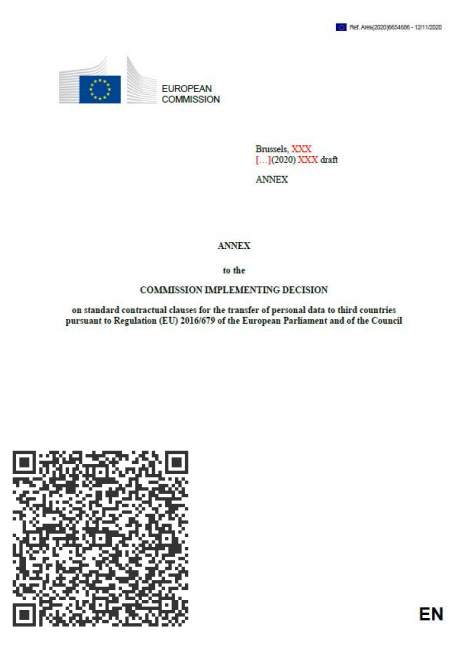 Ref. Ares(2020)6654686 - 12/11/2020
EUROPEAN
COMMISSION
Brussels, XXX
[…](2020) XXX draft
ANNEX
ANNEX
to the
COMMISSION IMPLEMENTING DECISION
on standard contractual clauses for the transfer of personal data to third countries
pursuant to Regulation (EU) 2016/679 of the European Parliament and of the Council
EN